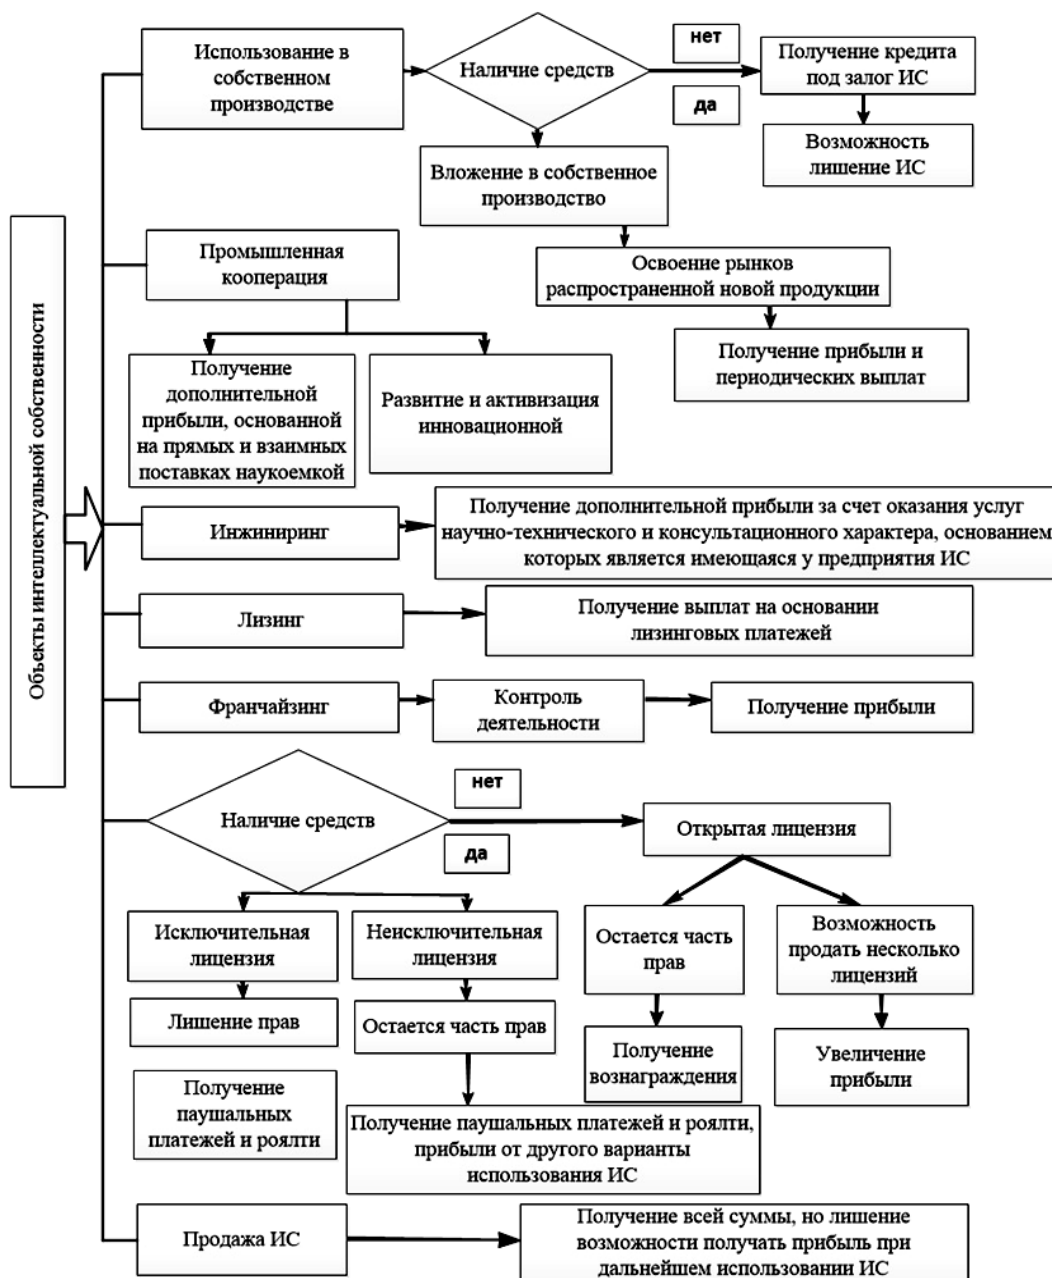 Объекты интеллектуальной собственности
Использование в
собственном
производстве
Наличие средств
нет
да
Получение кредита
под залог ИС
Возможность
лишение ИС
Вложение в собственное
производство
Освоение рынков
распространенной новой продукции
Получение прибыли и
периодических выплат
Промышленная
кооперация
Получение
дополнительной
прибыли, основанной
на прямых и взаимных
поставках наукоемкой
Развитие и активизация
инновационной
Инжиниринг
Получение дополнительной прибыли за счет оказания услуг
научно-технического и консультационного характера, основанием
которых является имеющаяся у предприятия ИС
Лизинг
Получение выплат на основании
лизинговых платежей
Франчайзинг
Контроль
деятельности
Получение прибыли
Наличие средств
нет
да
Открытая лицензия
Исключительная
лицензия
Неисключительная
лицензия
Остается часть
прав
Возможность
продать несколько
лицензий
Лишение прав
Остается часть прав
Получение
вознаграждения
Увеличение
прибыли
Получение
паушальных
платежей и роялти
Получение паушальных платежей и роялти,
прибыли от другого варианты
использования ИС
Продажа ИС
Получение всей суммы, но лишение
возможности получать прибыль при
дальнейшем использовании ИС